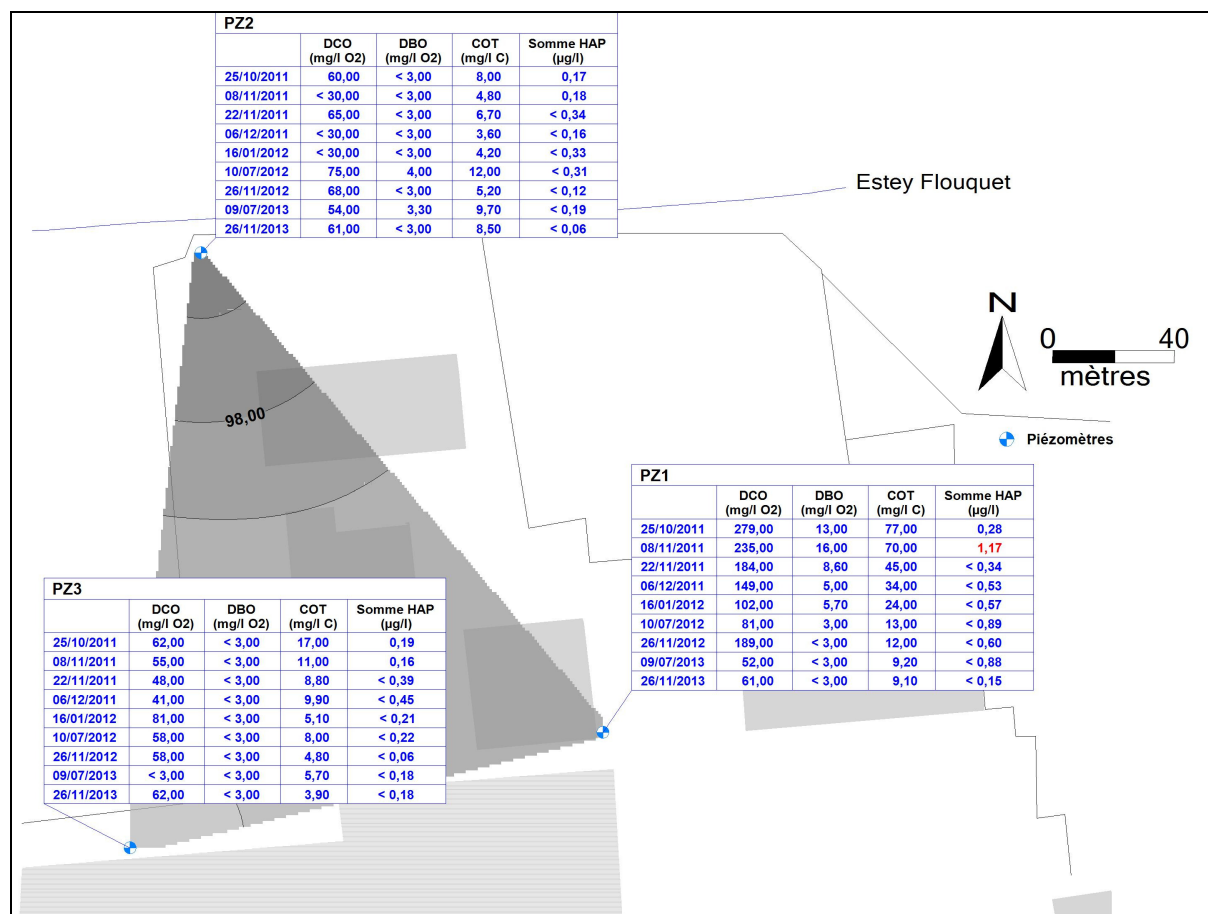 PZ2
DCO (mg/l O2) DBO (mg/l O2) COT (mg/l C) Somme HAP (µg/l)
25/10/2011 60,00 < 3,00 8,00 0,17
08/11/2011 < 30,00 < 3,00 4,80 0,18
22/11/2011 65,00 < 3,00 6,70 < 0,34
06/12/2011 < 30,00 < 3,00 3,60 < 0,16
16/01/2012 < 30,00 < 3,00 4,20 < 0,33
10/07/2012 75,00 4,00 12,00 < 0,31
26/11/2012 68,00 < 3,00 5,20 < 0,12
09/07/2013 54,00 3,30 9,70 < 0,19
26/11/2013 61,00 < 3,00 8,50 < 0,06
Estey Flouquet
N
0 40
mètres
98,00
Piézomètres
PZ1
DCO (mg/l O2) DBO (mg/l O2) COT (mg/l C) Somme HAP (µg/l)
25/10/2011 279,00 13,00 77,00 0,28
08/11/2011 235,00 16,00 70,00 1,17
22/11/2011 184,00 8,60 45,00 < 0,34
06/12/2011 149,00 5,00 34,00 < 0,53
16/01/2012 102,00 5,70 24,00 < 0,57
10/07/2012 81,00 3,00 13,00 < 0,89
26/11/2012 189,00 < 3,00 12,00 < 0,60
09/07/2013 52,00 < 3,00 9,20 < 0,88
26/11/2013 61,00 < 3,00 9,10 < 0,15
PZ3
DCO (mg/l O2) DBO (mg/l O2) COT (mg/l C) Somme HAP (µg/l)
25/10/2011 62,00 < 3,00 17,00 0,19
08/11/2011 55,00 < 3,00 11,00 0,16
22/11/2011 48,00 < 3,00 8,80 < 0,39
06/12/2011 41,00 < 3,00 9,90 < 0,45
16/01/2012 81,00 < 3,00 5,10 < 0,21
10/07/2012 58,00 < 3,00 8,00 < 0,22
26/11/2012 58,00 < 3,00 4,80 < 0,06
09/07/2013 < 3,00 < 3,00 5,70 < 0,18
26/11/2013 62,00 < 3,00 3,90 < 0,18